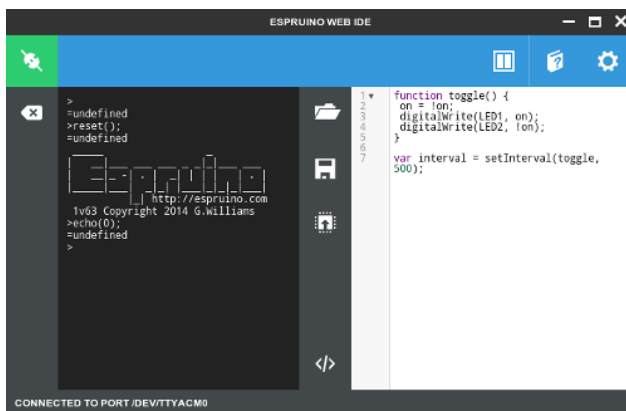 ESPRUINO WEB IDE
>
=undefined
>reset();
=undefined
Espruino
http://espruino.com
1v63 Copyright 2014 G.Williams
>echo(0);
=undefined
>
1 function toggle() {
2 on = !on;
3 digitalWrite(LED1, on);
4 digitalWrite(LED2, !on);
5 }
6
7 var interval = setInterval(toggle,
500);
</>
CONNECTED TO PORT /DEV/TTYACM0